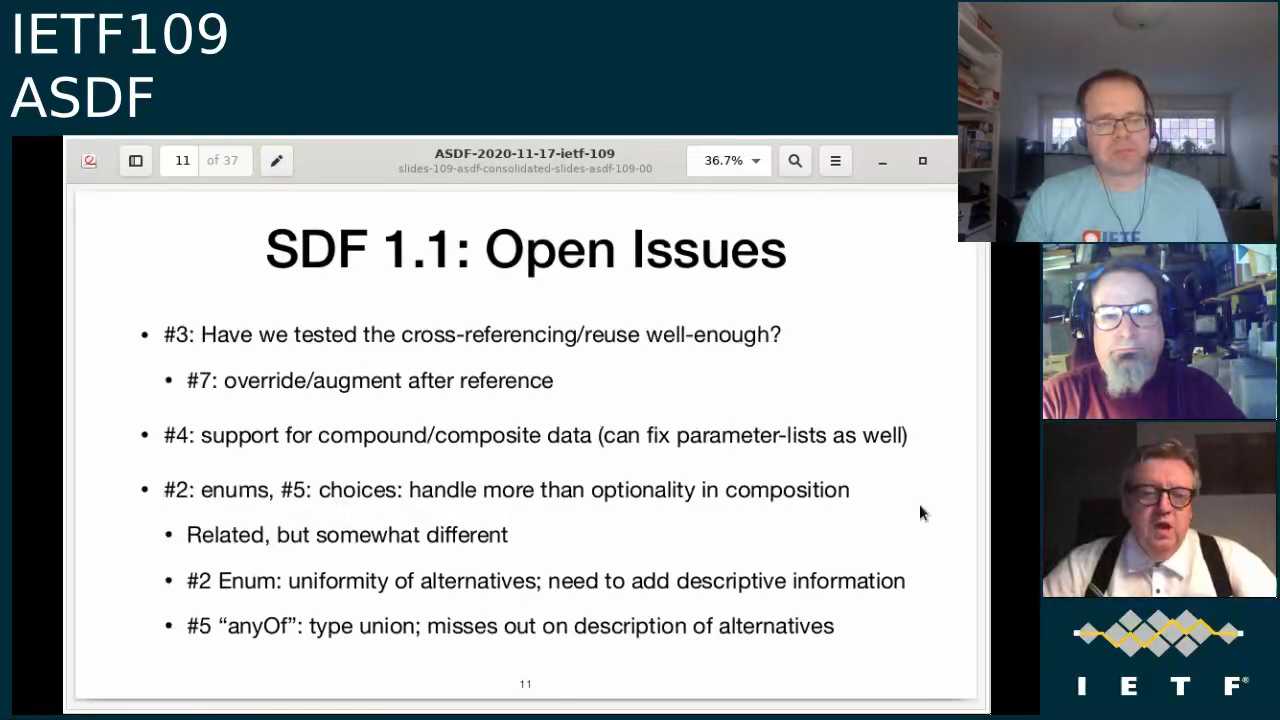 IETF109
ASDF
11 of 37
ASDF-2020-11-17-ietf-109
slides-109-asdf-consolidated-slides-asdf-109-00
36.7%
SDF 1.1: Open Issues
• #3: Have we tested the cross-referencing/reuse well-enough?
• #7: override/augment after reference
• #4: support for compound/composite data (can fix parameter-lists as well)
• #2: enums, #5: choices: handle more than optionality in composition
• Related, but somewhat different
• #2 Enum: uniformity of alternatives; need to add descriptive information
• #5 “anyOf”: type union; misses out on description of alternatives
11
IETF
I E T F®